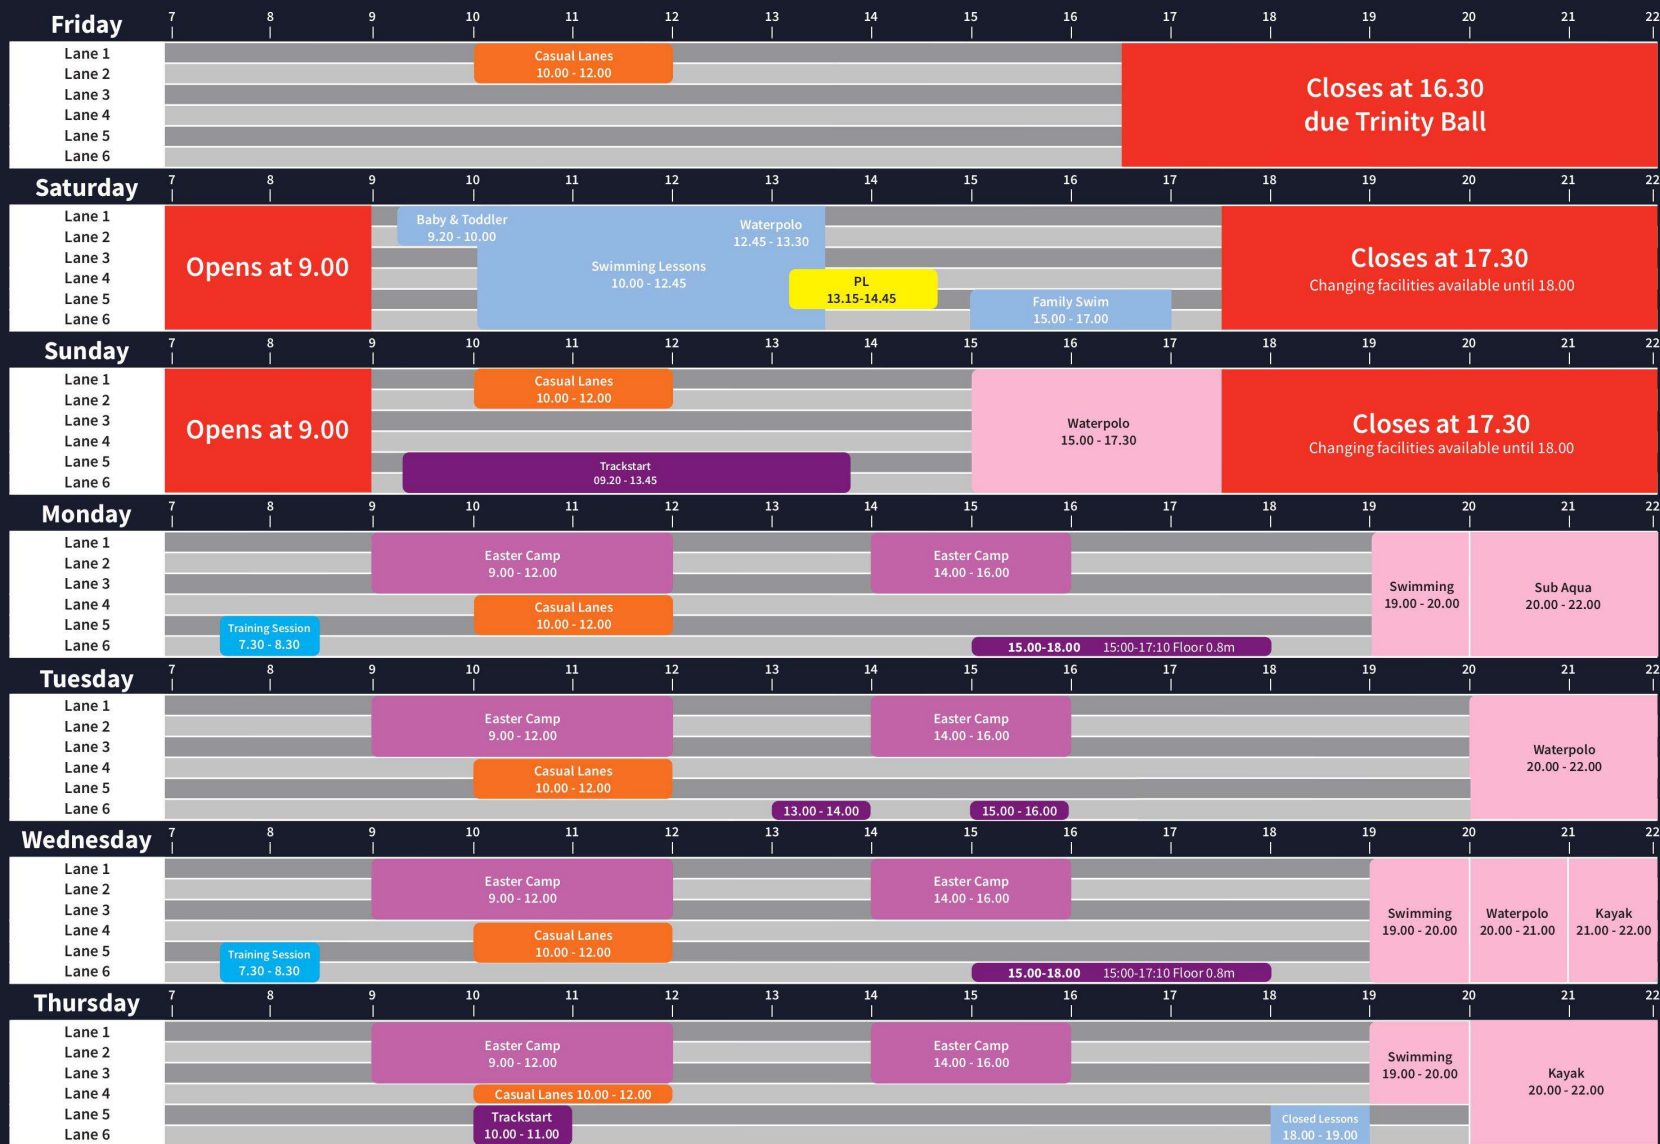 Friday
7 8 9 10 11 12 13 14 15 16 17 18 19 20 21 22
Lane 1
Lane 2
Lane 3
Lane 4
Lane 5
Lane 6
Casual Lanes
10.00 - 12.00
Closes at 16.30
due Trinity Ball
Saturday
7 8 9 10 11 12 13 14 15 16 17 18 19 20 21 22
Lane 1
Lane 2
Lane 3
Lane 4
Lane 5
Lane 6
Opens at 9.00
Baby & Toddler
9.20 - 10.00
Swimming Lessons
10.00 - 12.45
Waterpolo
12.45 - 13.30
PL
13.15-14.45
Family Swim
15.00 - 17.00
Closes at 17.30
Changing facilities available until 18.00
Sunday
7 8 9 10 11 12 13 14 15 16 17 18 19 20 21 22
Lane 1
Lane 2
Lane 3
Lane 4
Lane 5
Lane 6
Opens at 9.00
Casual Lanes
10.00 - 12.00
Trackstart
09.20 - 13.45
Waterpolo
15.00 - 17.30
Closes at 17.30
Changing facilities available until 18.00
Monday
7 8 9 10 11 12 13 14 15 16 17 18 19 20 21 22
Lane 1
Lane 2
Lane 3
Lane 4
Lane 5
Lane 6
Training Session
7.30 - 8.30
Easter Camp
9.00 - 12.00
Casual Lanes
10.00 - 12.00
Easter Camp
14.00 - 16.00
15.00-18.00 15:00-17:10 Floor 0.8m
Swimming
19.00 - 20.00
Sub Aqua
20.00 - 22.00
Tuesday
7 8 9 10 11 12 13 14 15 16 17 18 19 20 21 22
Lane 1
Lane 2
Lane 3
Lane 4
Lane 5
Lane 6
Easter Camp
9.00 - 12.00
Casual Lanes
10.00 - 12.00
13.00 - 14.00
Easter Camp
14.00 - 16.00
15.00 - 16.00
Waterpolo
20.00 - 22.00
Wednesday
7 8 9 10 11 12 13 14 15 16 17 18 19 20 21 22
Lane 1
Lane 2
Lane 3
Lane 4
Lane 5
Lane 6
Training Session
7.30 - 8.30
Easter Camp
9.00 - 12.00
Casual Lanes
10.00 - 12.00
Easter Camp
14.00 - 16.00
15.00-18.00 15:00-17:10 Floor 0.8m
Swimming
19.00 - 20.00
Waterpolo
20.00 - 21.00
Kayak
21.00 - 22.00
Thursday
7 8 9 10 11 12 13 14 15 16 17 18 19 20 21 22
Lane 1
Lane 2
Lane 3
Lane 4
Lane 5
Lane 6
Easter Camp
9.00 - 12.00
Casual Lanes 10.00 - 12.00
Trackstart
10.00 - 11.00
Easter Camp
14.00 - 16.00
Closed Lessons
18.00 - 19.00
Swimming
19.00 - 20.00
Kayak
20.00 - 22.00